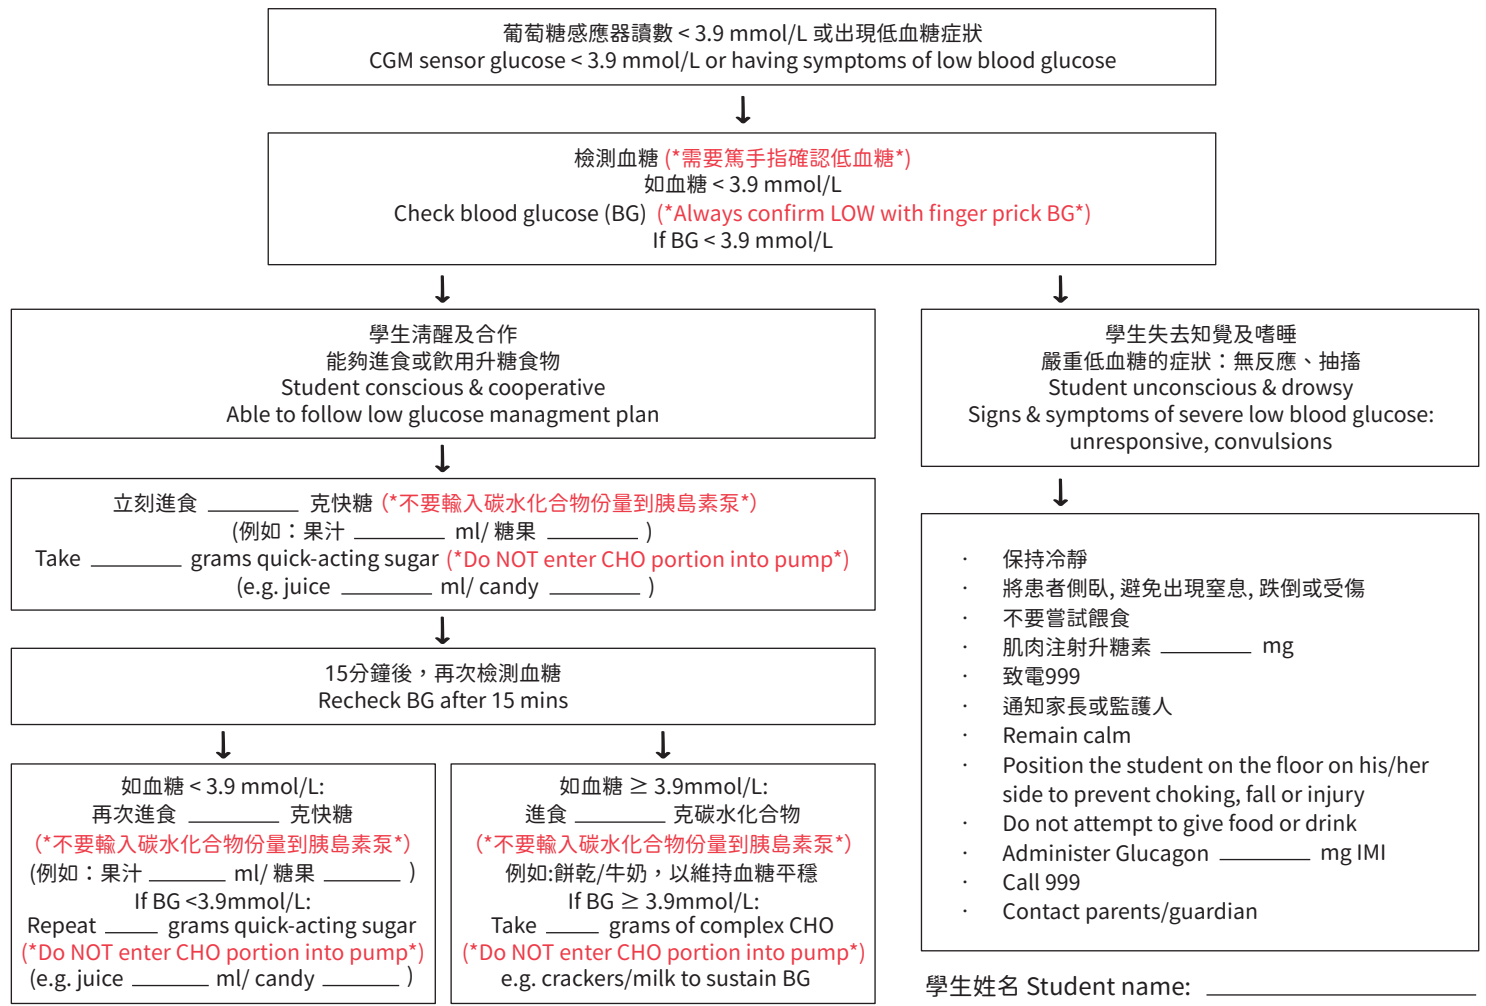 葡萄糖感應器讀數 < 3.9 mmol/L 或出現低血糖症狀
CGM sensor glucose < 3.9 mmol/L or having symptoms of low blood glucose
檢測血糖 (*需要篤手指確認低血糖*)
如血糖 < 3.9 mmol/L
Check blood glucose (BG) (*Always confirm LOW with finger prick BG*)
If BG < 3.9 mmol/L
學生清醒及合作
能夠進食或飲用升糖食物
Student conscious & cooperative
Able to follow low glucose managment plan
立刻進食 ________ 克快糖 (*不要輸入碳水化合物份量到胰島素泵*)
(例如：果汁 ________ ml/ 糖果 ________ )
Take ________ grams quick-acting sugar (*Do NOT enter CHO portion into pump*)
(e.g. juice ________ ml/ candy ________ )
15分鐘後，再次檢測血糖
Recheck BG after 15 mins
如血糖 < 3.9 mmol/L:
再次進食 ________ 克快糖
(*不要輸入碳水化合物份量到胰島素泵*)
(例如：果汁 _______ ml/ 糖果 _______ )
If BG <3.9mmol/L:
Repeat _____ grams quick-acting sugar
(*Do NOT enter CHO portion into pump*)
(e.g. juice _______ ml/ candy _______ )
如血糖 ≥ 3.9mmol/L:
進食 _________ 克碳水化合物
(*不要輸入碳水化合物份量到胰島素泵*)
例如:餅乾/牛奶，以維持血糖平穩
If BG ≥ 3.9mmol/L:
Take _____ grams of complex CHO
(*Do NOT enter CHO portion into pump*)
e.g. crackers/milk to sustain BG
學生失去知覺及嗜睡
嚴重低血糖的症狀：無反應、抽搐
Student unconscious & drowsy
Signs & symptoms of severe low blood glucose:
unresponsive, convulsions
· 保持冷靜
· 將患者側臥, 避免出現窒息, 跌倒或受傷
· 不要嘗試餵食
· 肌肉注射升糖素 ________ mg
· 致電999
· 通知家長或監護人
· Remain calm
· Position the student on the floor on his/her
side to prevent choking, fall or injury
· Do not attempt to give food or drink
· Administer Glucagon ________ mg IMI
· Call 999
· Contact parents/guardian
學生姓名 Student name: ________________________